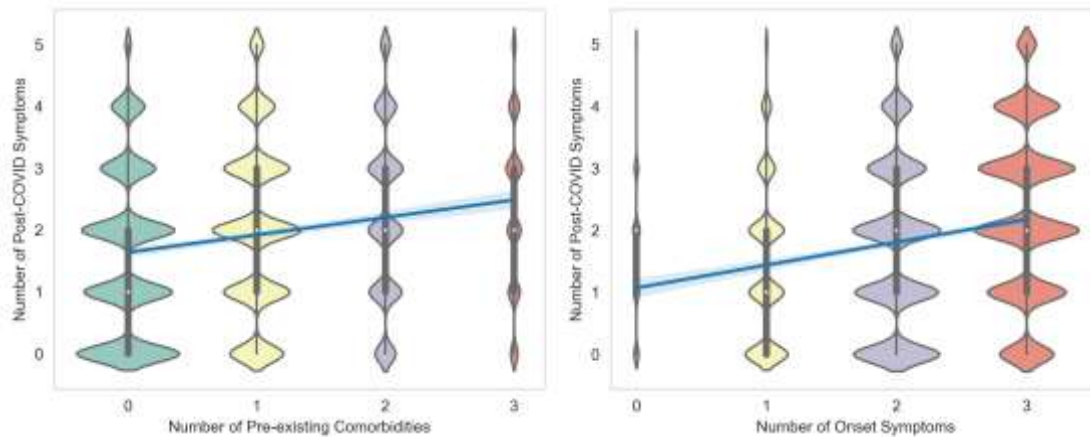 Number of Post-COVID Symptoms
5
4
3
2
1
0
0 1 2 3
Number of Pre-existing Comorbidities
Number of Post-COVID Symptoms
5
4
3
2
1
0
0 1 2 3
Number of Onset Symptoms